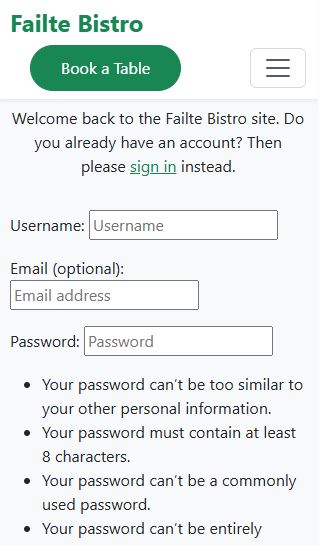 Failte Bistro
Book a Table
Welcome back to the Failte Bistro site. Do
you already have an account? Then
please sign in instead.
Username: Username
Email (optional):
Email address
Password: Password
• Your password can’t be too similar to
your other personal information.
• Your password must contain at least
8 characters.
• Your password can’t be a commonly
used password.
• Your password can’t be entirely